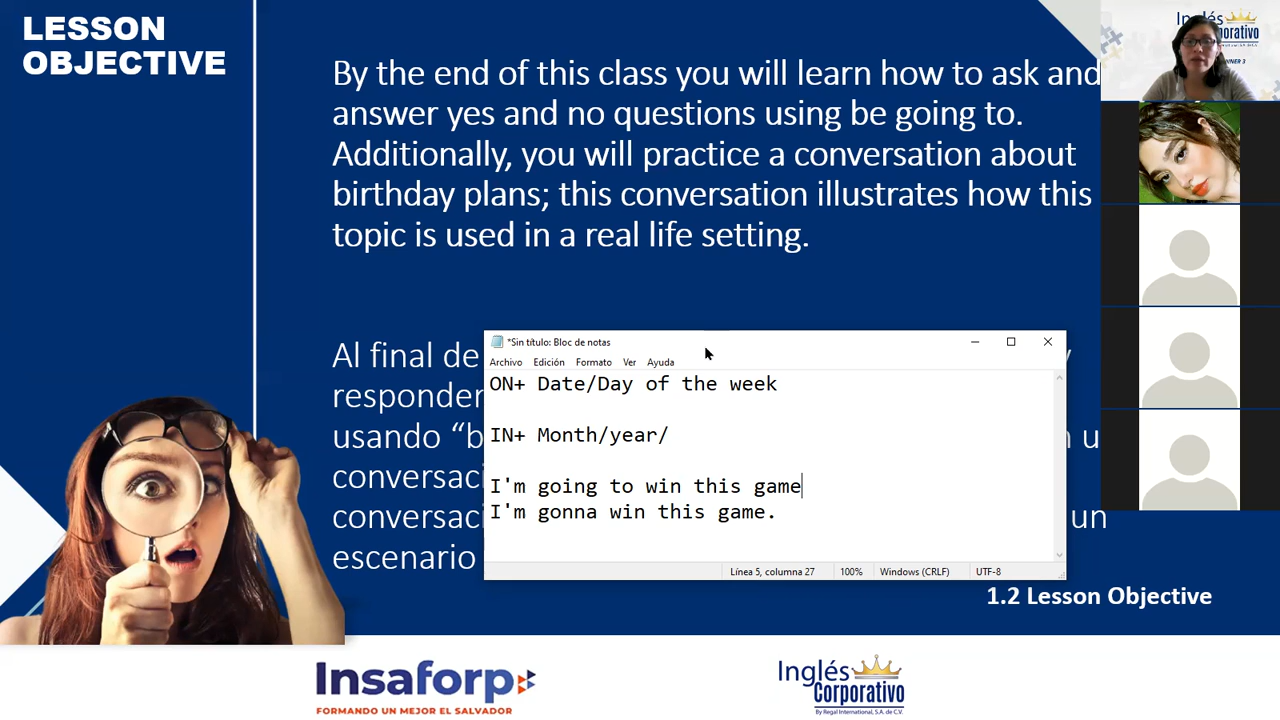 LESSON
OBJECTIVE
By the end of this class you will learn how to ask and
answer yes and no questions using be going to.
Additionally, you will practice a conversation about
birthday plans; this conversation illustrates how this
topic is used in a real life setting.
Al final de
responder
usando “b
conversaci
conversaci
un
escenario
*Sin título: Bloc de notas
Archivo Edición Formato Ver Ayuda
ON+ Date/Day of the week
IN+ Month/year/
I'm going to win this game
I'm gonna win this game.
Línea 5, columna 27 100% Windows (CRLF) UTF-8
1.2 Lesson Objective
Insaforp
FORMANDO UN MEJOR EL SALVADOR
Inglés
Corporativo
By Regal International, S.A. de C.V.